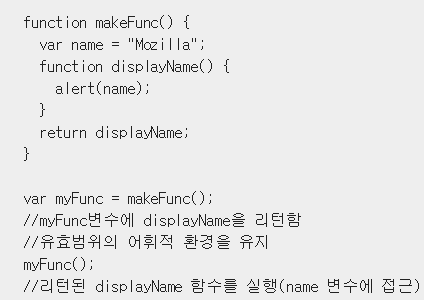 function makeFunc() {
  var name = "Mozilla";
  function displayName() {
    alert(name);
  }
  return displayName;
}

var myFunc = makeFunc();
//myFunc변수에 displayName을 리턴함
//유효범위의 어휘적 환경을 유지
myFunc();
//리턴된 displayName 함수를 실행(name 변수에 접근)